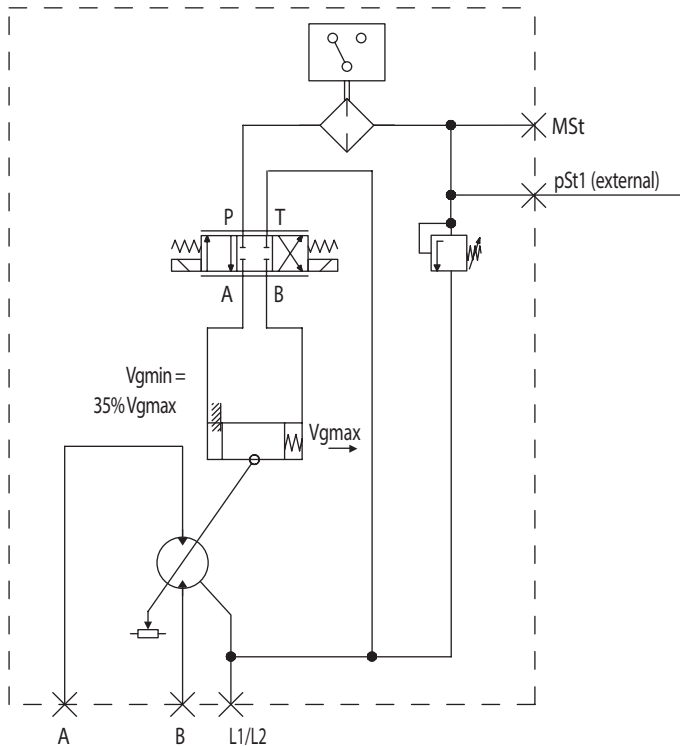 MSt
pSt1 (external)
P T
A B
Vgmin =
35% Vgmax
Vgmax
A B L1/L2